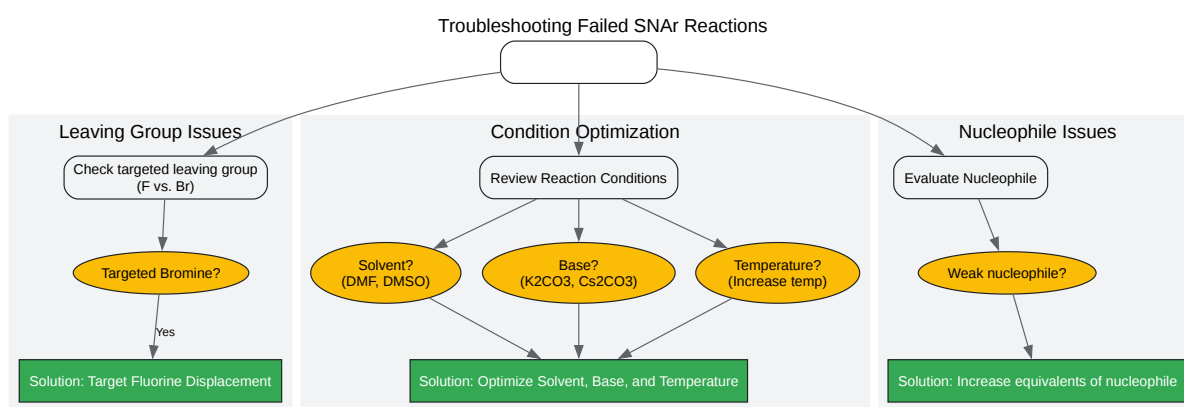 Troubleshooting Failed SNAr Reactions
Leaving Group Issues
Check targeted leaving group
(F vs. Br)
Targeted Bromine?
Yes
Solution: Target Fluorine Displacement
Condition Optimization
Review Reaction Conditions
Solvent?
(DMF, DMSO)
Base?
(K2CO3, Cs2CO3)
Temperature?
(Increase temp)
Solution: Optimize Solvent, Base, and Temperature
Nucleophile Issues
Evaluate Nucleophile
Weak nucleophile?
Solution: Increase equivalents of nucleophile